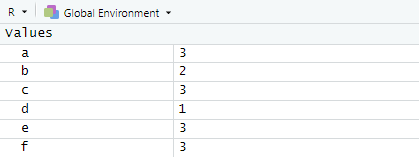 R Global Environment
Values
a 3
b 2
c 3
d 1
e 3
f 3